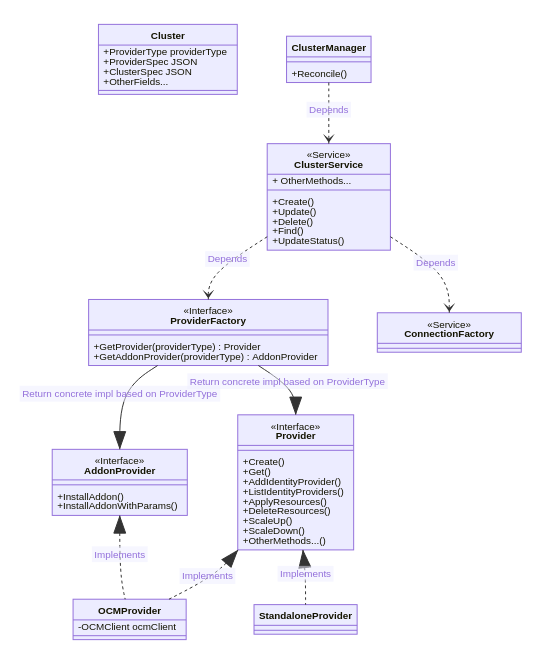 Cluster
+ProviderType providerType
+ProviderSpec JSON
+ClusterSpec JSON
+OtherFields...
ClusterManager
+Reconcile()
Depends
«Service»
ClusterService
+ OtherMethods...
+Create()
+Update()
+Delete()
+Find()
+UpdateStatus()
Depends
Depends
«Interface»
ProviderFactory
+GetProvider(providerType) : Provider
+GetAddonProvider(providerType) : AddonProvider
«Service»
ConnectionFactory
Return concrete impl based on ProviderType
Return concrete impl based on ProviderType
«Interface»
AddonProvider
+InstallAddon()
+InstallAddonWithParams()
«Interface»
Provider
+Create()
+Get()
+AddIdentityProvider()
+ListIdentityProviders()
+ApplyResources()
+DeleteResources()
+ScaleUp()
+ScaleDown()
+OtherMethods...()
Implements
Implements
Implements
OCMProvider
-OCMClient ocmClient
StandaloneProvider